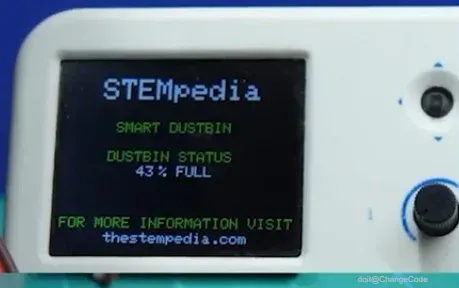 STEMpedia
SMART DUSTBIN
DUSTBIN STATUS
43% FULL
FOR MORE INFORMATION VISIT
thestempedia.com